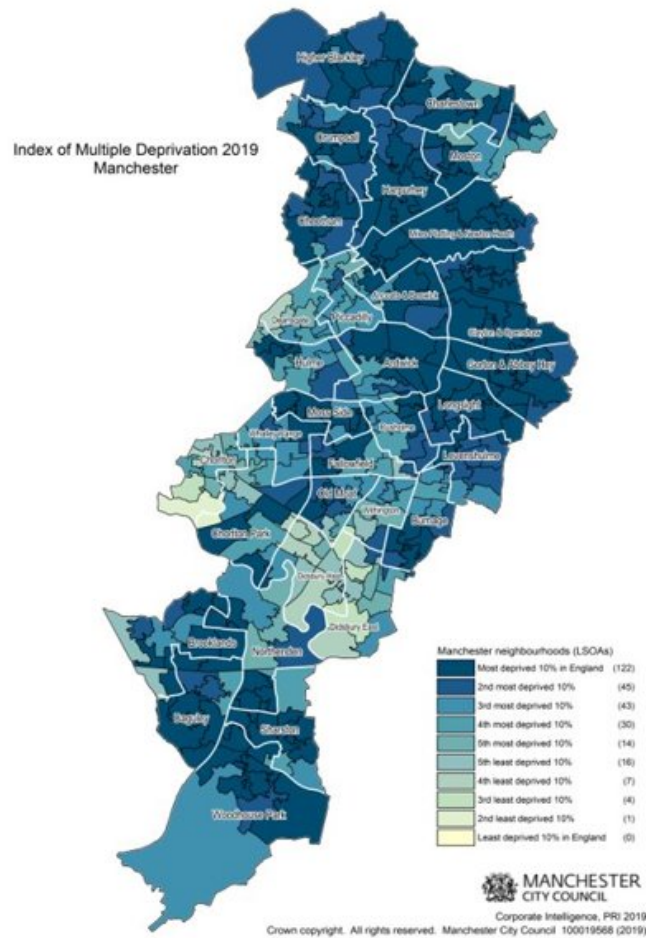 Index of Multiple Deprivation 2019
Manchester
Higher Blackley
Charlestown
Crumpsall
Moston
Harpurhey
Cheetham
Miles Platting & Newton Heath
Ancoats & Beswick
Deansgate
Piccadilly
Clayton & Openshaw
Hulme
Ardwick
Gorton & Abbey Hey
Longsight
Moss Side
Rusholme
Whalley Range
Levenshulme
Chorlton
Fallowfield
Old Moat
Withington
Burnage
Chorlton Park
Didsbury West
Didsbury East
Brooklands
Northenden
Baguley
Sharston
Woodhouse Park
Manchester neighbourhoods (LSOAs)
Most deprived 10% in England (122)
2nd most deprived 10% (45)
3rd most deprived 10% (43)
4th most deprived 10% (30)
5th most deprived 10% (14)
5th least deprived 10% (16)
4th least deprived 10% (7)
3rd least deprived 10% (4)
2nd least deprived 10% (1)
Least deprived 10% in England (0)
MANCHESTER
CITY COUNCIL
Corporate Intelligence, PRI 2019
Crown copyright. All rights reserved. Manchester City Council 100019568 (2019)